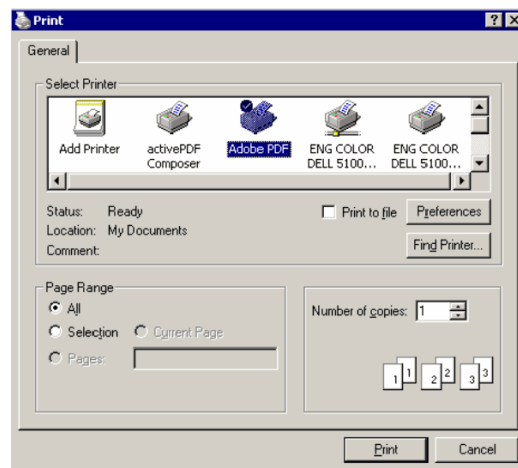 Print
General
Select Printer
Add Printer
activePDF
Composer
Adobe PDF
ENG COLOR
DELL 5100...
ENG COLOR
DELL 5100...
Status: Ready
Location: My Documents
Comment:
Print to file
Preferences
Find Printer...
Page Range
All
Selection
Current Page
Pages:
Number of copies: 1
1 1 2 2 3 3
Print
Cancel